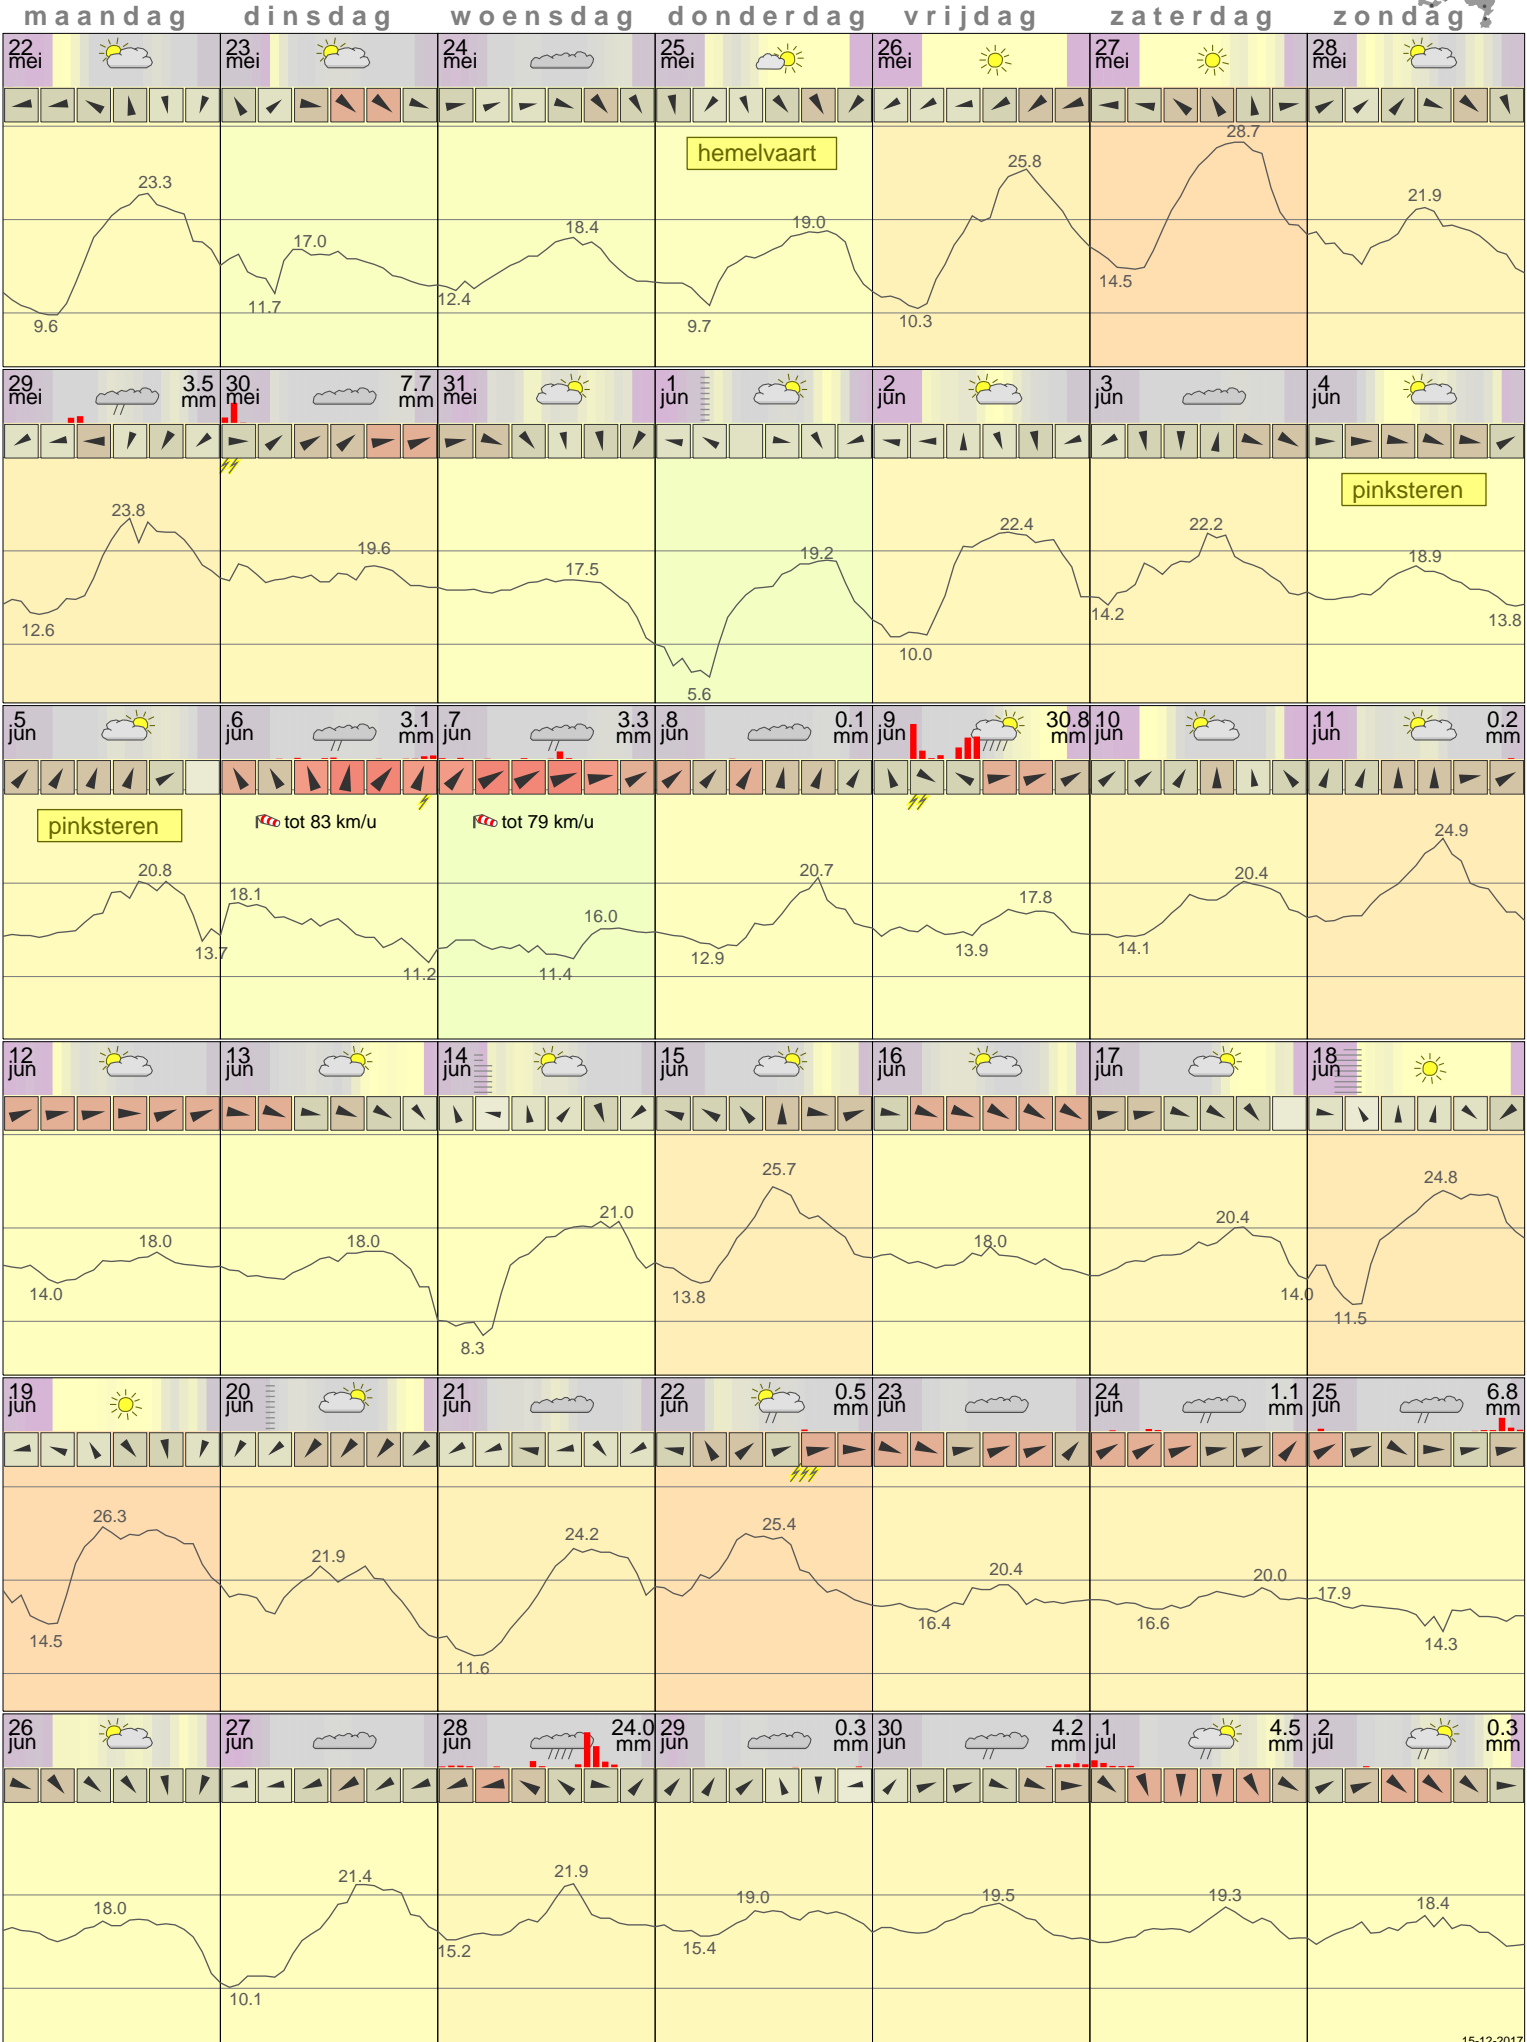 maandag dinsdag woensdag donderdag vrijdag zaterdag zondag
22 mei 23 mei 24 mei 25 mei 26 mei 27 mei 28 mei
hemelvaart
28.7
25.8
23.3 21.9
19.0
18.4
17.0
14.5
12.4
11.7
10.3
9.6 9.7
29 mei 3.5 mm 30 mei 7.7 mm 31 mei .1 jun .2 jun .3 jun .4 jun
pinksteren
23.8 22.4 22.2
19.6 19.2 18.9
17.5
14.2 13.8
12.6
10.0
5.6
.5 jun .6 jun 3.1 mm .7 jun 3.3 mm .8 jun 0.1 mm .9 jun 30.8 mm 10 jun .11 jun 0.2 mm
pinksteren tot 83 km/u tot 79 km/u
24.9
20.8 20.7 20.4
18.1 17.8
16.0
13.7 13.9 14.1
12.9
11.2 11.4
12 jun 13 jun 14 jun 15 jun 16 jun 17 jun 18 jun
25.7 24.8
21.0 20.4
18.0 18.0 18.0
14.0 13.8 14.0
11.5
8.3
19 jun 20 jun 21 jun 22 jun 0.5 mm 23 jun 24 jun 1.1 mm 25 jun 6.8 mm
26.3 25.4
24.2
21.9
20.4 20.0
17.9
16.4 16.6
14.5 14.3
11.6
26 jun 27 jun 28 jun 24.0 mm 29 jun 0.3 mm 30 jun 4.2 mm .1 jul 4.5 mm .2 jul 0.3 mm
21.4 21.9
18.0 19.0 19.5 19.3 18.4
15.2 15.4
10.1
15-12-2017